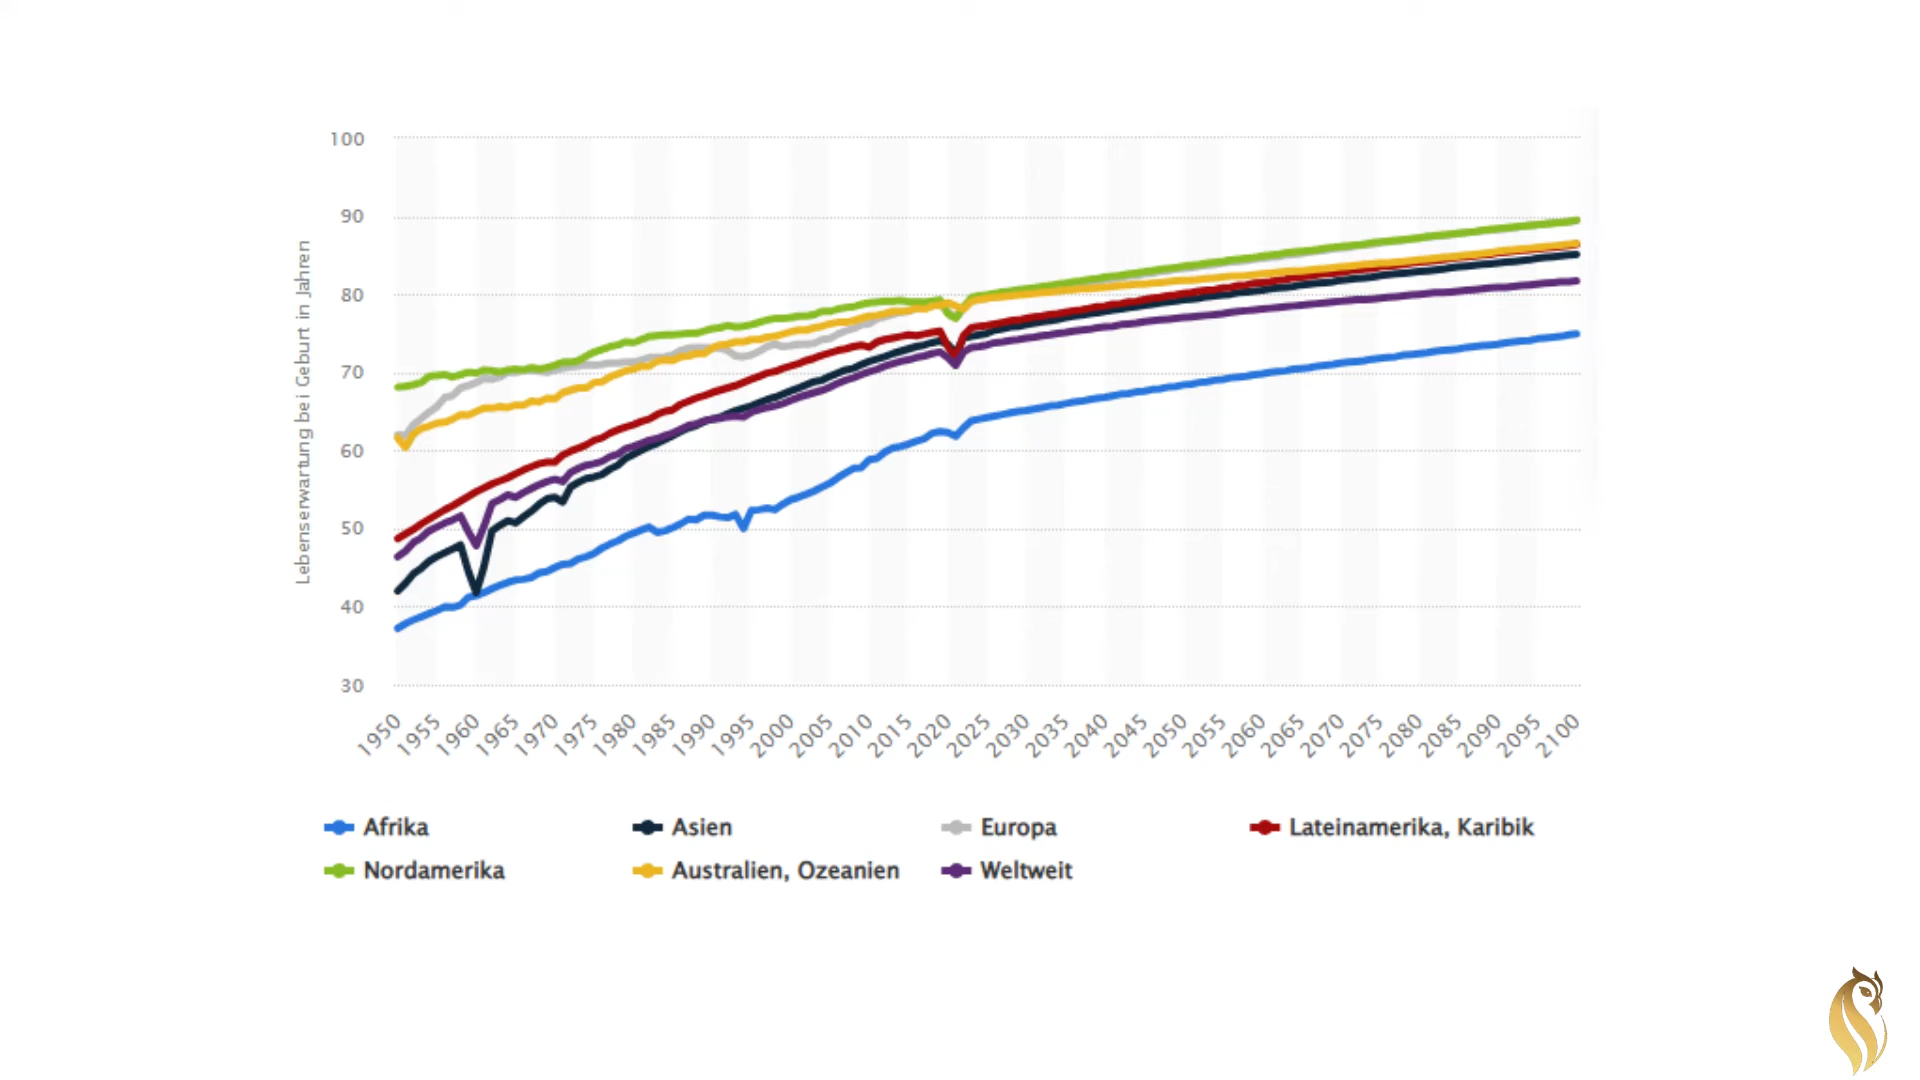 Lebenserwartung bei Geburt in Jahren
100
90
80
70
60
50
40
30
1950 1955 1960 1965 1970 1975 1980 1985 1990 1995 2000 2005 2010 2015 2020 2025 2030 2035 2040 2045 2050 2055 2060 2065 2070 2075 2080 2085 2090 2095 2100
Afrika Asien Europa Lateinamerika, Karibik
Nordamerika Australien, Ozeanien Weltweit